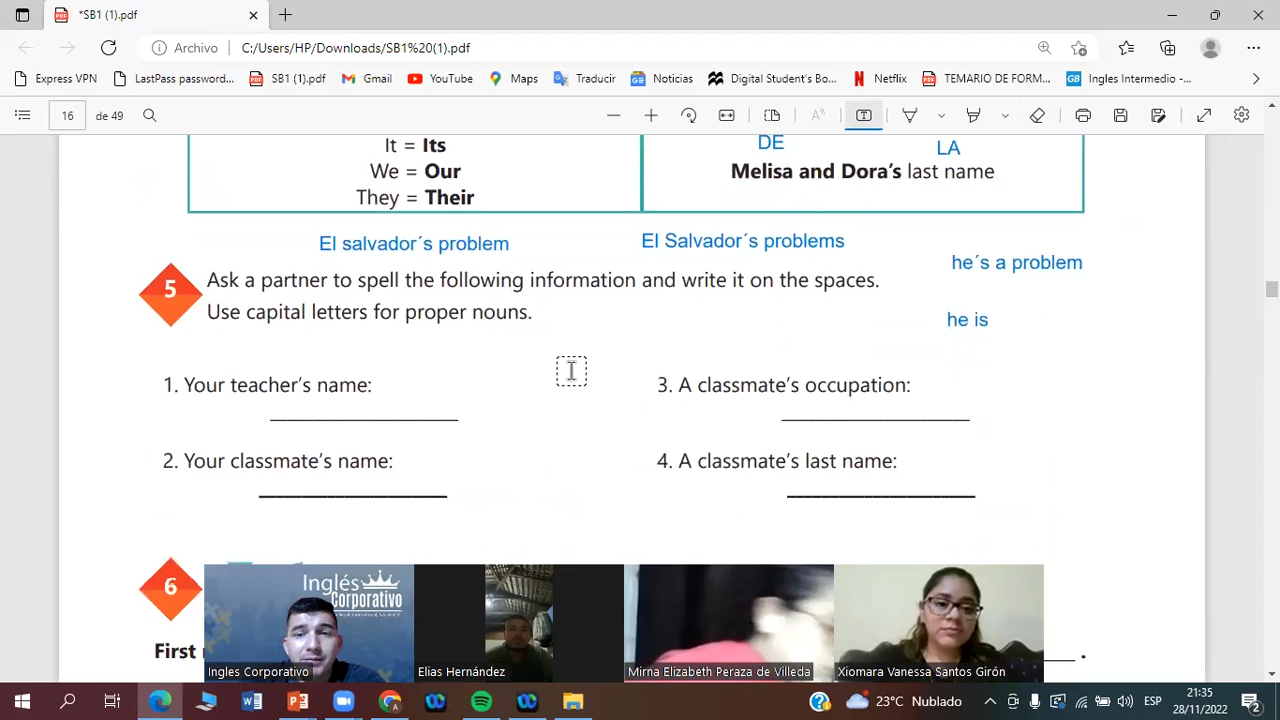 *SB1 (1).pdf
Archivo C:/Users/HP/Downloads/SB1%20(1).pdf
Express VPN LastPass password... SB1 (1).pdf Gmail YouTube Maps Traducir Noticias Digital Student's Bo... Netflix TEMARIO DE FORM... Ingles Intermedio -...
16 de 49
It = Its
We = Our
They = Their
DE LA
Melisa and Dora's last name
El salvador´s problem El Salvador´s problems
he´s a problem
5 Ask a partner to spell the following information and write it on the spaces.
Use capital letters for proper nouns.
he is
1. Your teacher's name:
3. A classmate's occupation:
2. Your classmate's name:
4. A classmate's last name:
6
First
Inglés
Corporativo
Ingles Corporativo Elias Hernández Mirna Elizabeth Peraza de Villeda Xiomara Vanessa Santos Girón
23°C Nublado ESP 21:35
28/11/2022 2